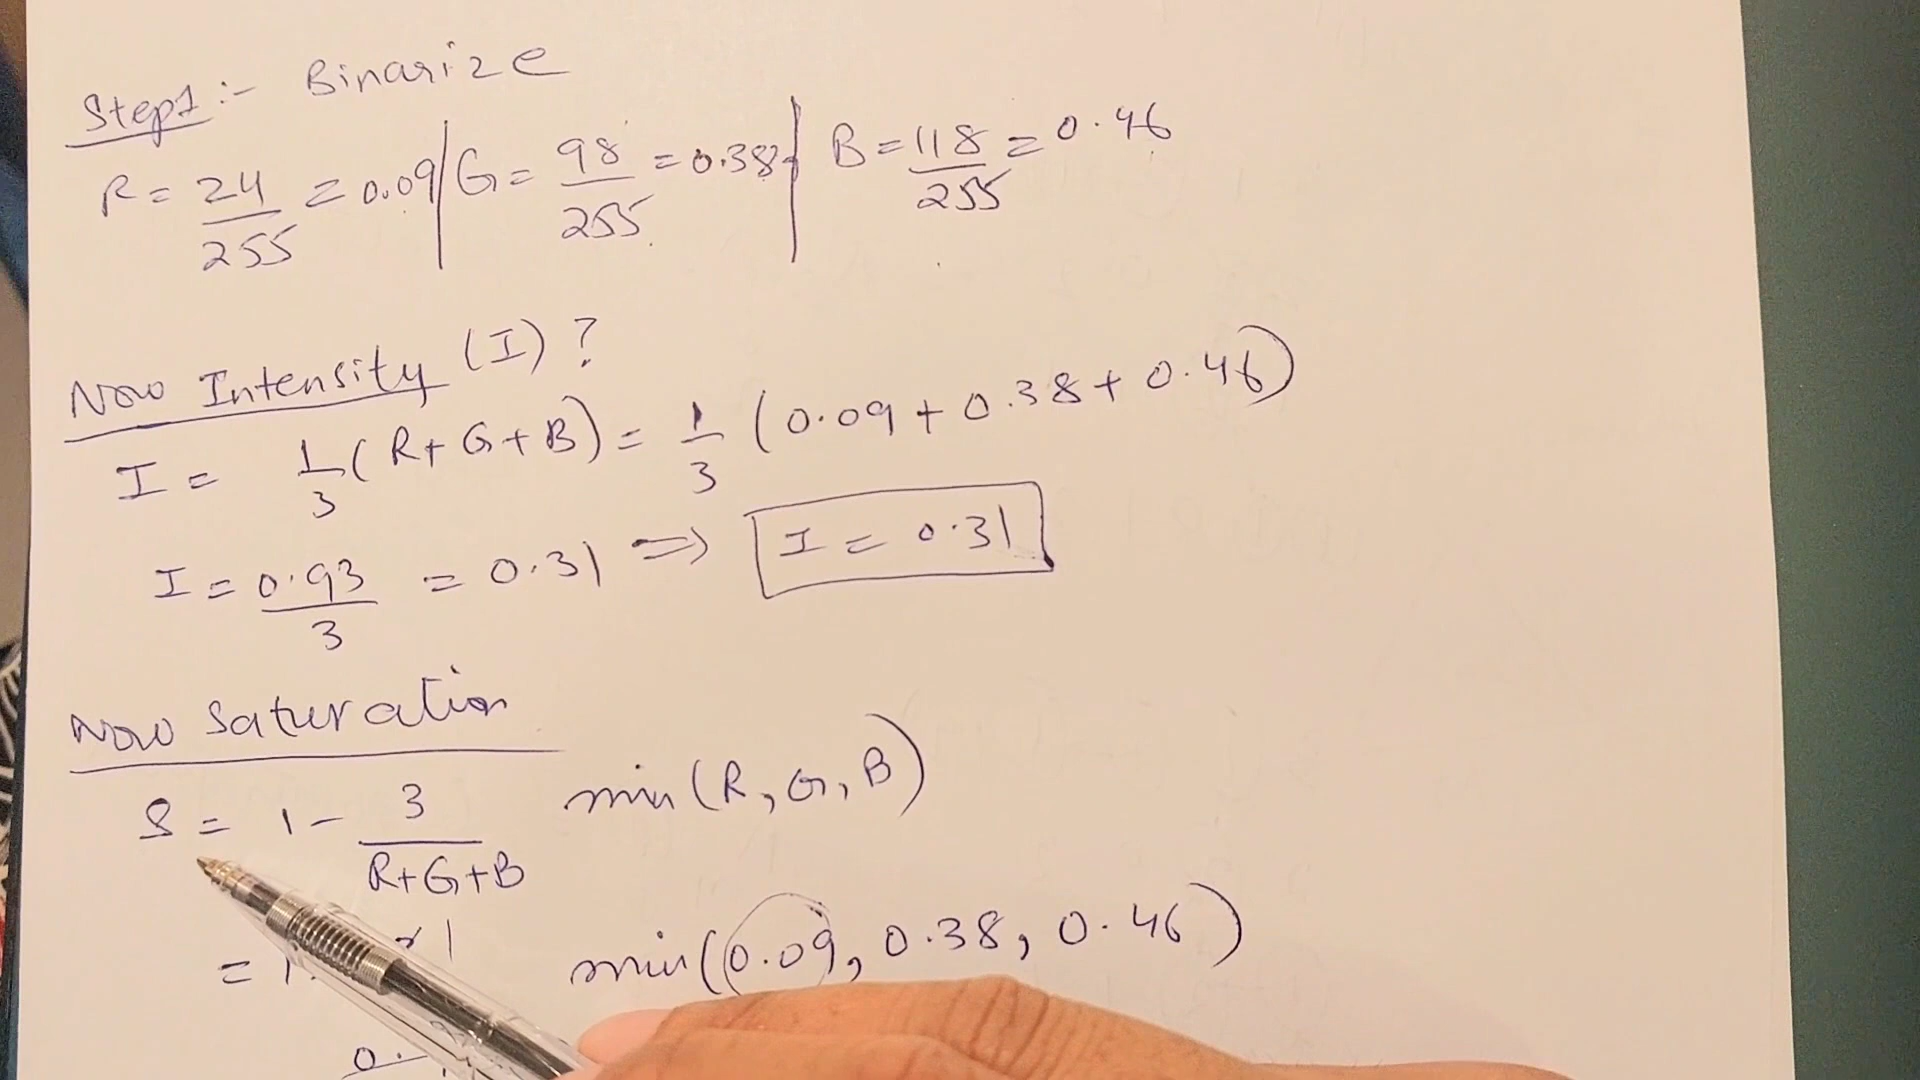 Step1 :- Binarize
R = 24/255 = 0.09 | G = 98/255 = 0.38 | B = 118/255 = 0.46
Now Intensity (I) ?
I = 1/3 (R+G+B) = 1/3 (0.09 + 0.38 + 0.46)
I = 0.93/3 = 0.31 => I = 0.31
Now Saturation
S = 1 - 3/(R+G+B) min(R, G, B)
= 1 min(0.09, 0.38, 0.46)
0.